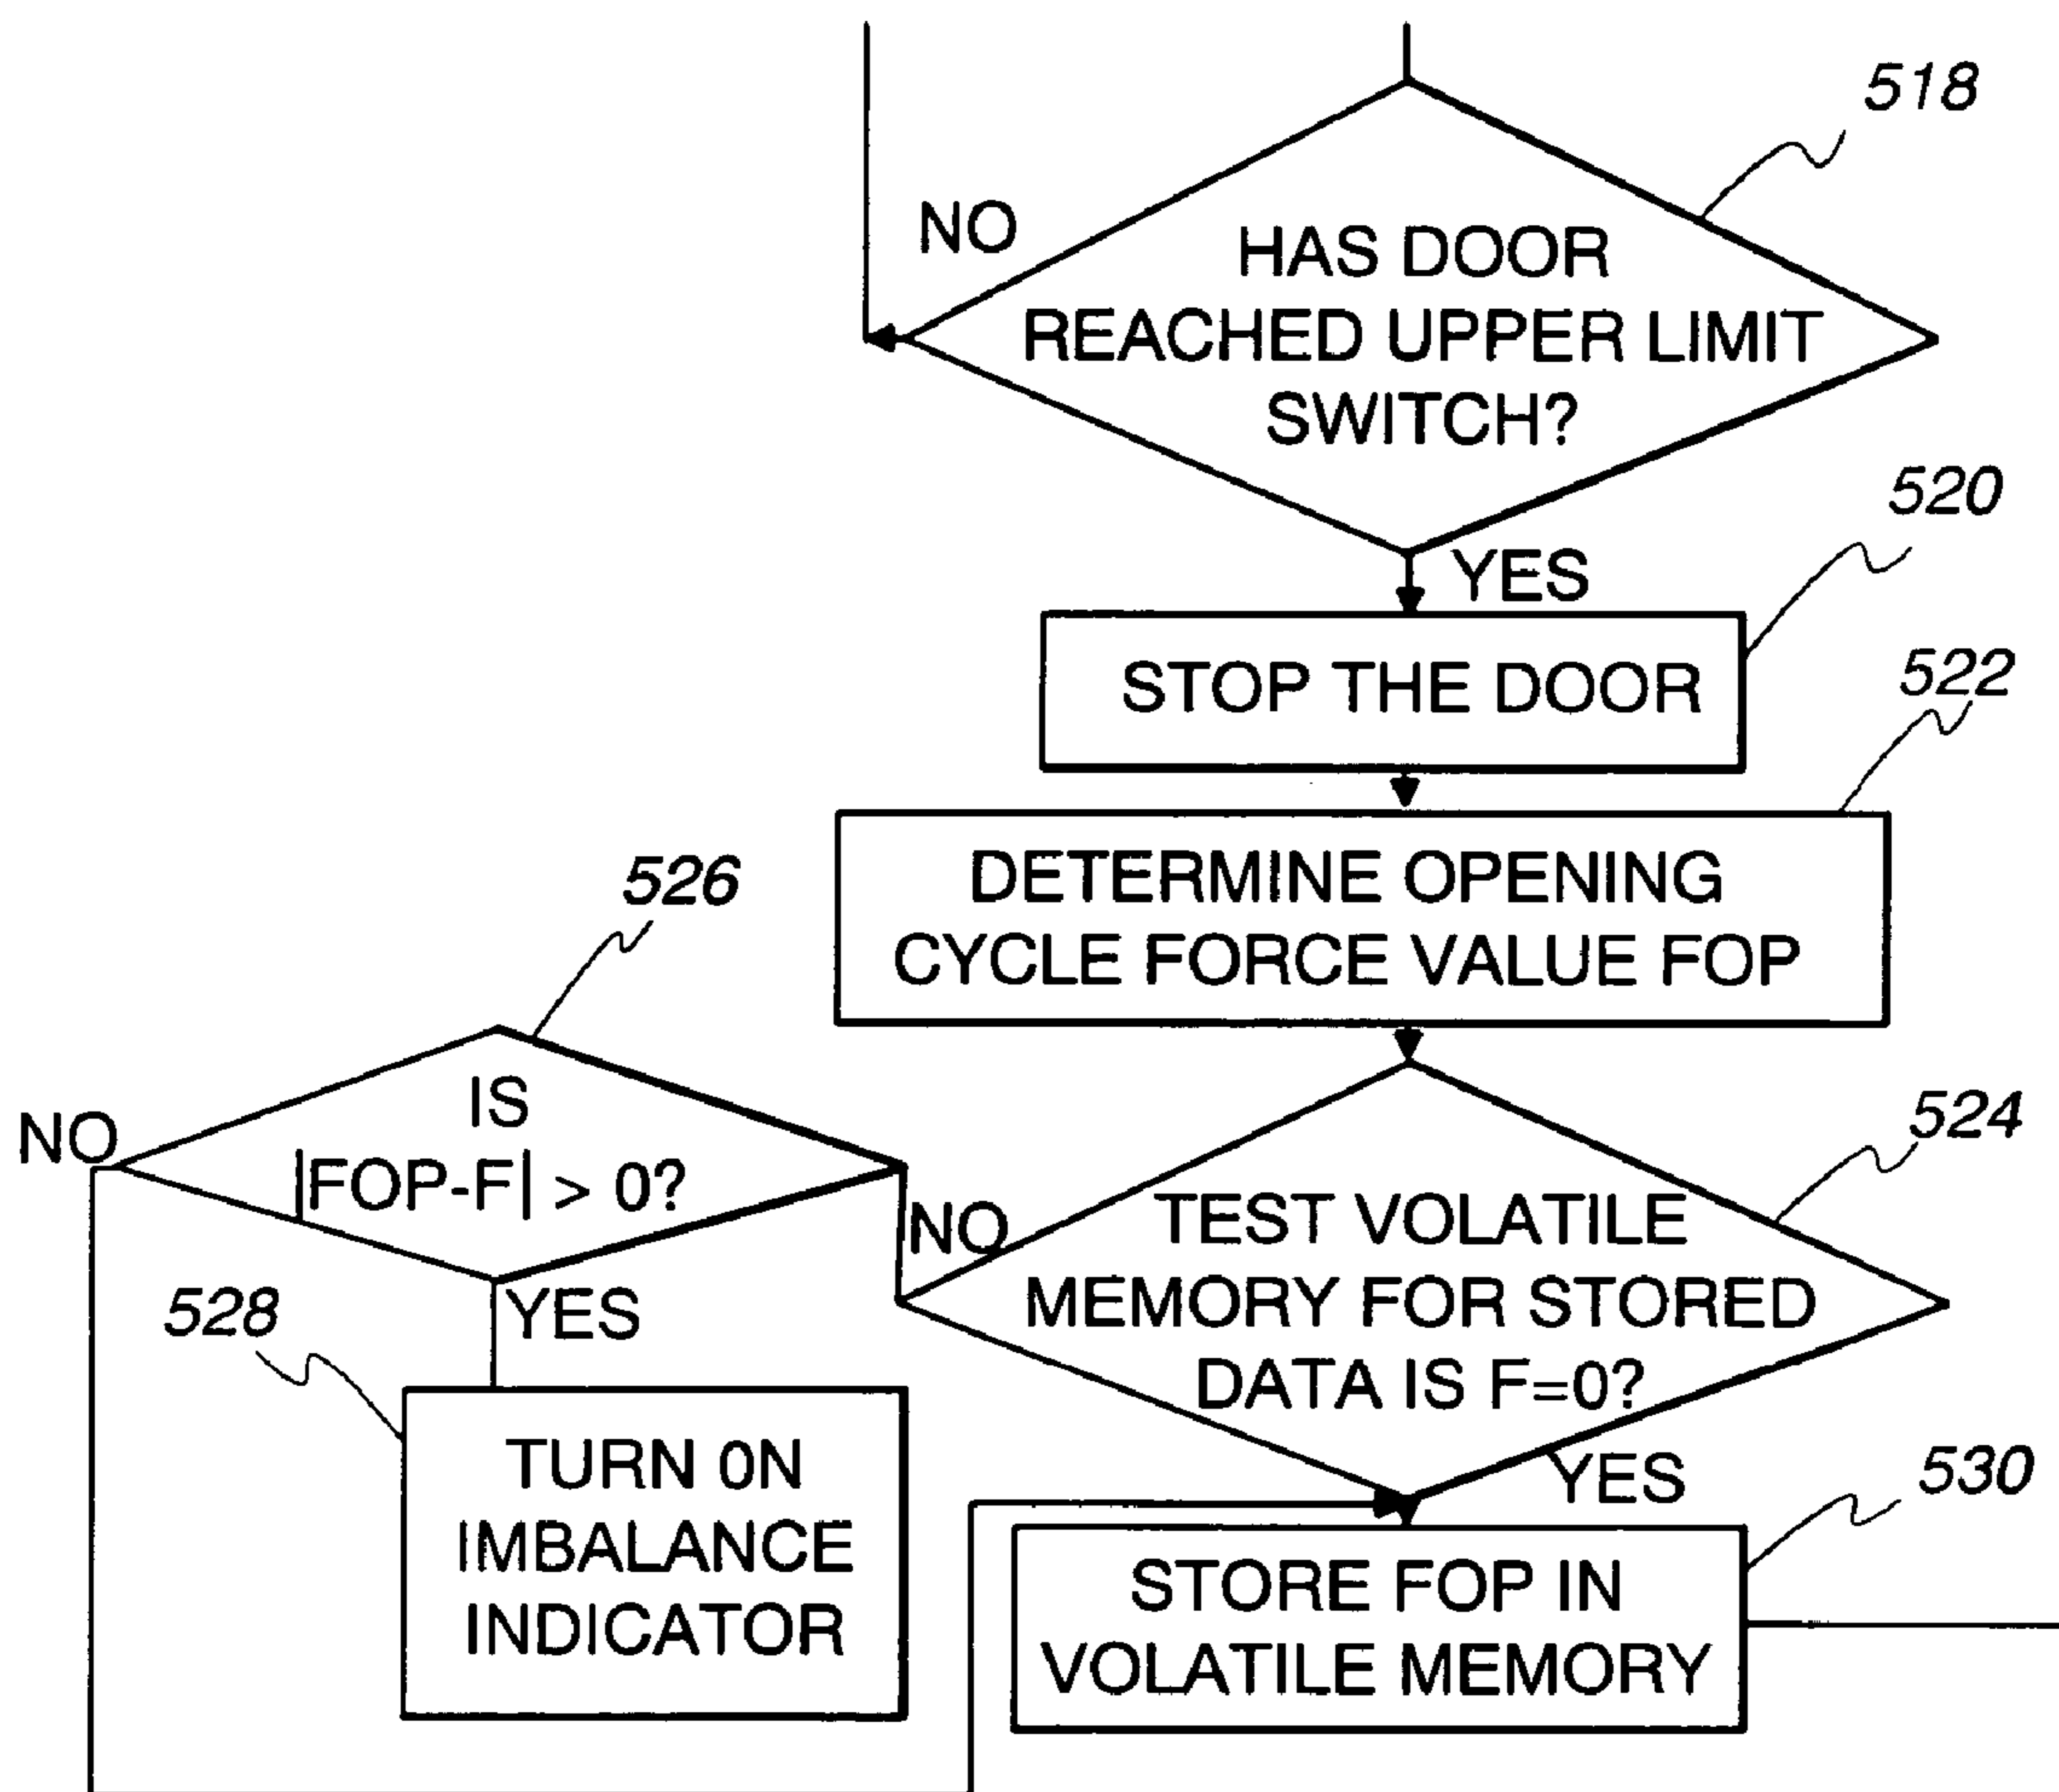 518
NO
HAS DOOR
REACHED UPPER LIMIT
SWITCH?
520
YES
STOP THE DOOR
522
DETERMINE OPENING
CYCLE FORCE VALUE FOP
526
524
NO
IS
|FOP-F| > 0?
NO
TEST VOLATILE
MEMORY FOR STORED
DATA IS F=0?
528
YES
TURN 0N
IMBALANCE
INDICATOR
YES
530
STORE FOP IN
VOLATILE MEMORY